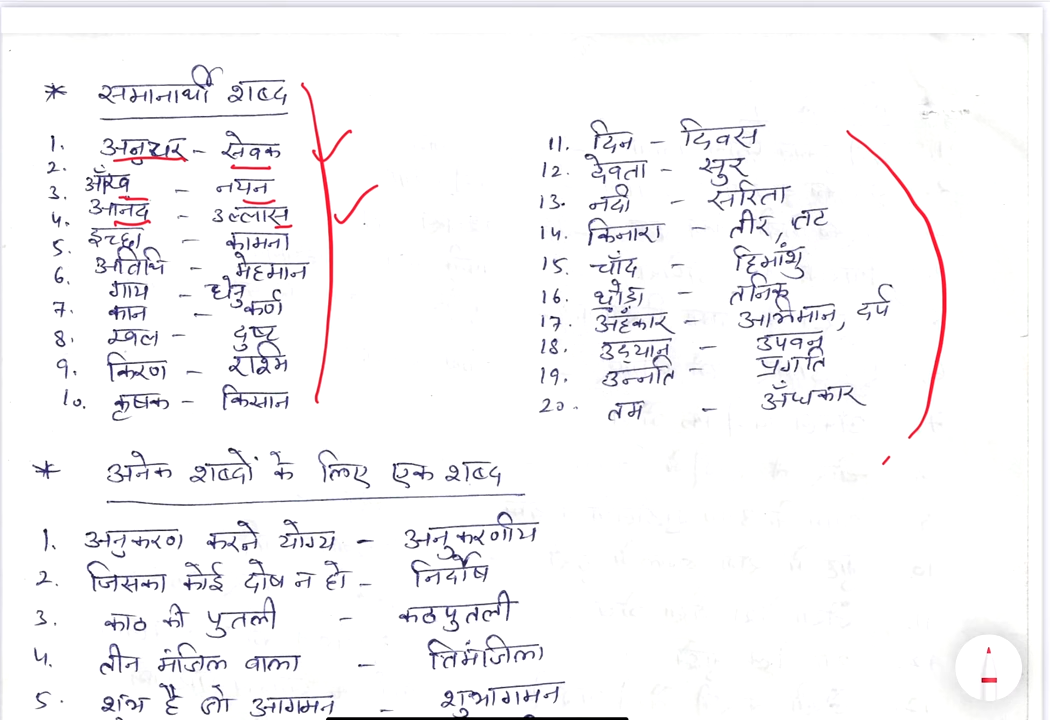 * समानार्थी शब्द
1. अनुचर - सेवक
2. आँख - नयन
3. आनंद - उल्लास
4. इच्छा - कामना
5. अतिथि - मेहमान
6. गाय - धेनु
7. कान - कर्ण
8. खल - दुष्ट
9. किरण - रश्मि
10. कृषक - किसान
11. दिन - दिवस
12. देवता - सुर
13. नदी - सरिता
14. किनारा - तीर, तट
15. चाँद - हिमांशु
16. थोड़ा - तनिक
17. अहंकार - अभिमान, दर्प
18. उद्यान - उपवन
19. उन्नति - प्रगति
20. तम - अँधकार
* अनेक शब्दों के लिए एक शब्द
1. अनुकरण करने योग्य - अनुकरणीय
2. जिसका कोई दोष न हो - निर्दोष
3. काठ की पुतली - कठपुतली
4. तीन मंजिल वाला - तिमंजिला
5. शुभ है जो आगमन - शुभागमन